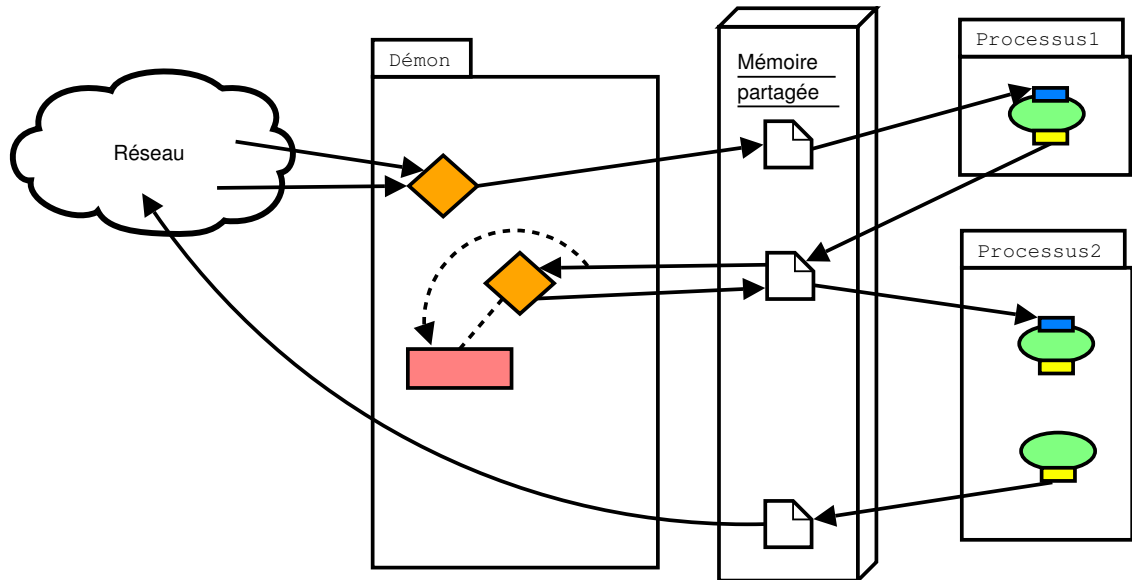 Réseau
Démon
Mémoire
partagée
Processus1
Processus2